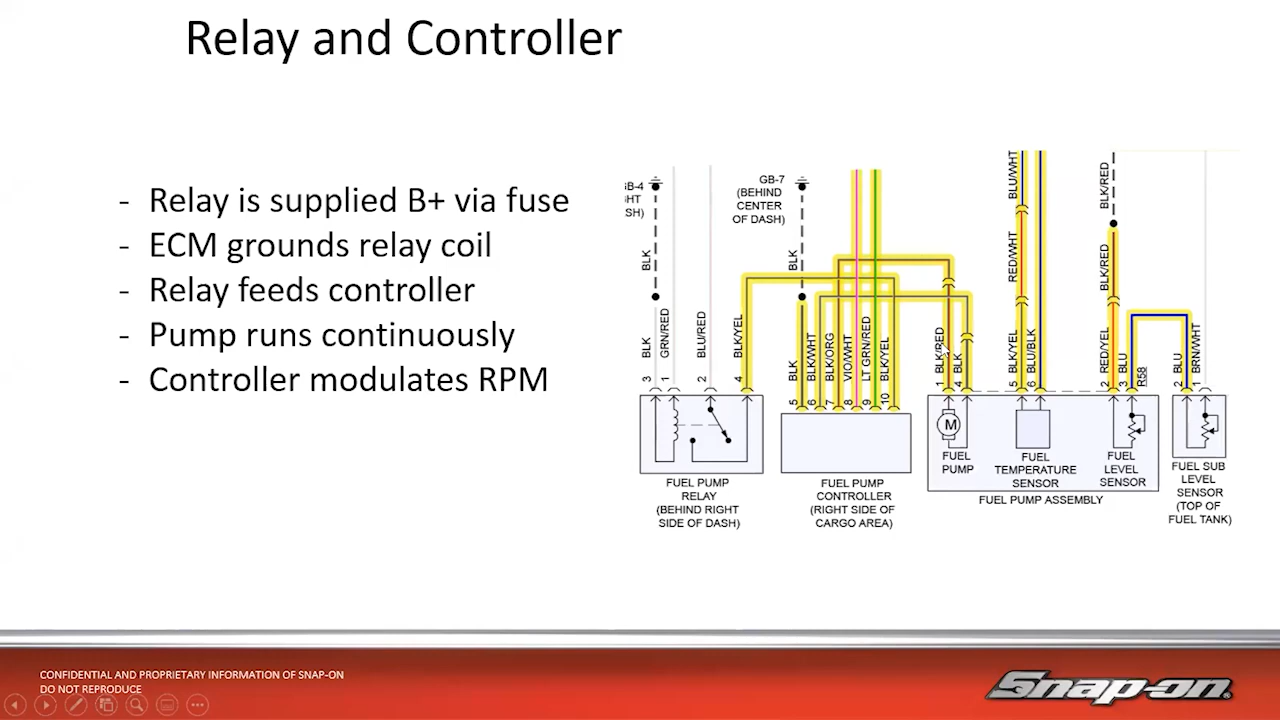 Relay and Controller
- Relay is supplied B+ via fuse
- ECM grounds relay coil
- Relay feeds controller
- Pump runs continuously
- Controller modulates RPM
GB-7
(BEHIND
CENTER
OF DASH)
BLK
BLK
BLU/WHT
BLK/RED
RED/WHT
BLK/RED
BLK
GRN/RED
BLU/RED
BLK/YEL
BLK
BLK/WHT
BLK/ORG
VIO/WHT
LT GRN/RED
BLK/YEL
BLK/RED
BLK
BLK/YEL
BLU/BLK
RED/YEL
BLU
R58
BLU
BRN/WHT
3 1 2 4
5 6 7 8 9 10
1 4 5 6 2 3
2 1
M
FUEL PUMP
RELAY
(BEHIND RIGHT
SIDE OF DASH)
FUEL PUMP
CONTROLLER
(RIGHT SIDE OF
CARGO AREA)
FUEL
PUMP
FUEL
TEMPERATURE
SENSOR
FUEL
LEVEL
SENSOR
FUEL PUMP ASSEMBLY
FUEL SUB
LEVEL
SENSOR
(TOP OF
FUEL TANK)
CONFIDENTIAL AND PROPRIETARY INFORMATION OF SNAP-ON
DO NOT REPRODUCE
Snap-on